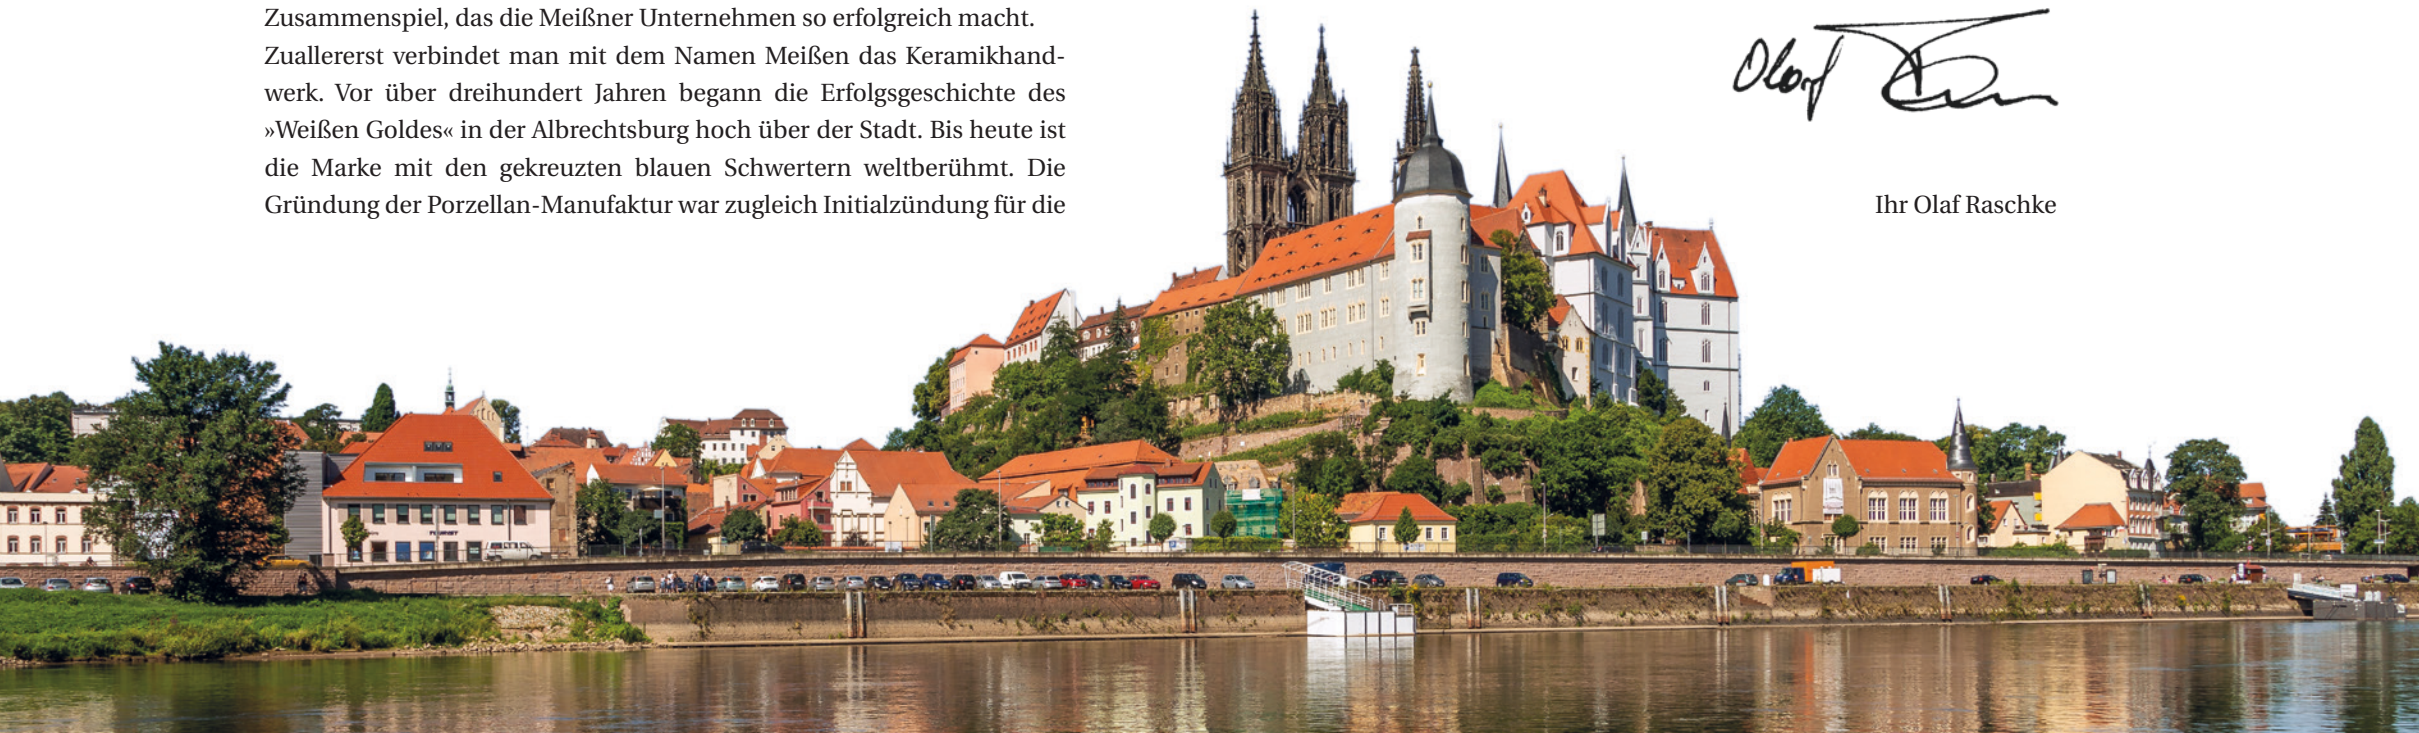 Zusammenspiel, das die Meißner Unternehmen so erfolgreich macht.
Zuallererst verbindet man mit dem Namen Meißen das Keramikhand-
werk. Vor über dreihundert Jahren begann die Erfolgsgeschichte des
»Weißen Goldes« in der Albrechtsburg hoch über der Stadt. Bis heute ist
die Marke mit den gekreuzten blauen Schwertern weltberühmt. Die
Gründung der Porzellan-Manufaktur war zugleich Initialzündung für die
Olaf
Ihr Olaf Raschke